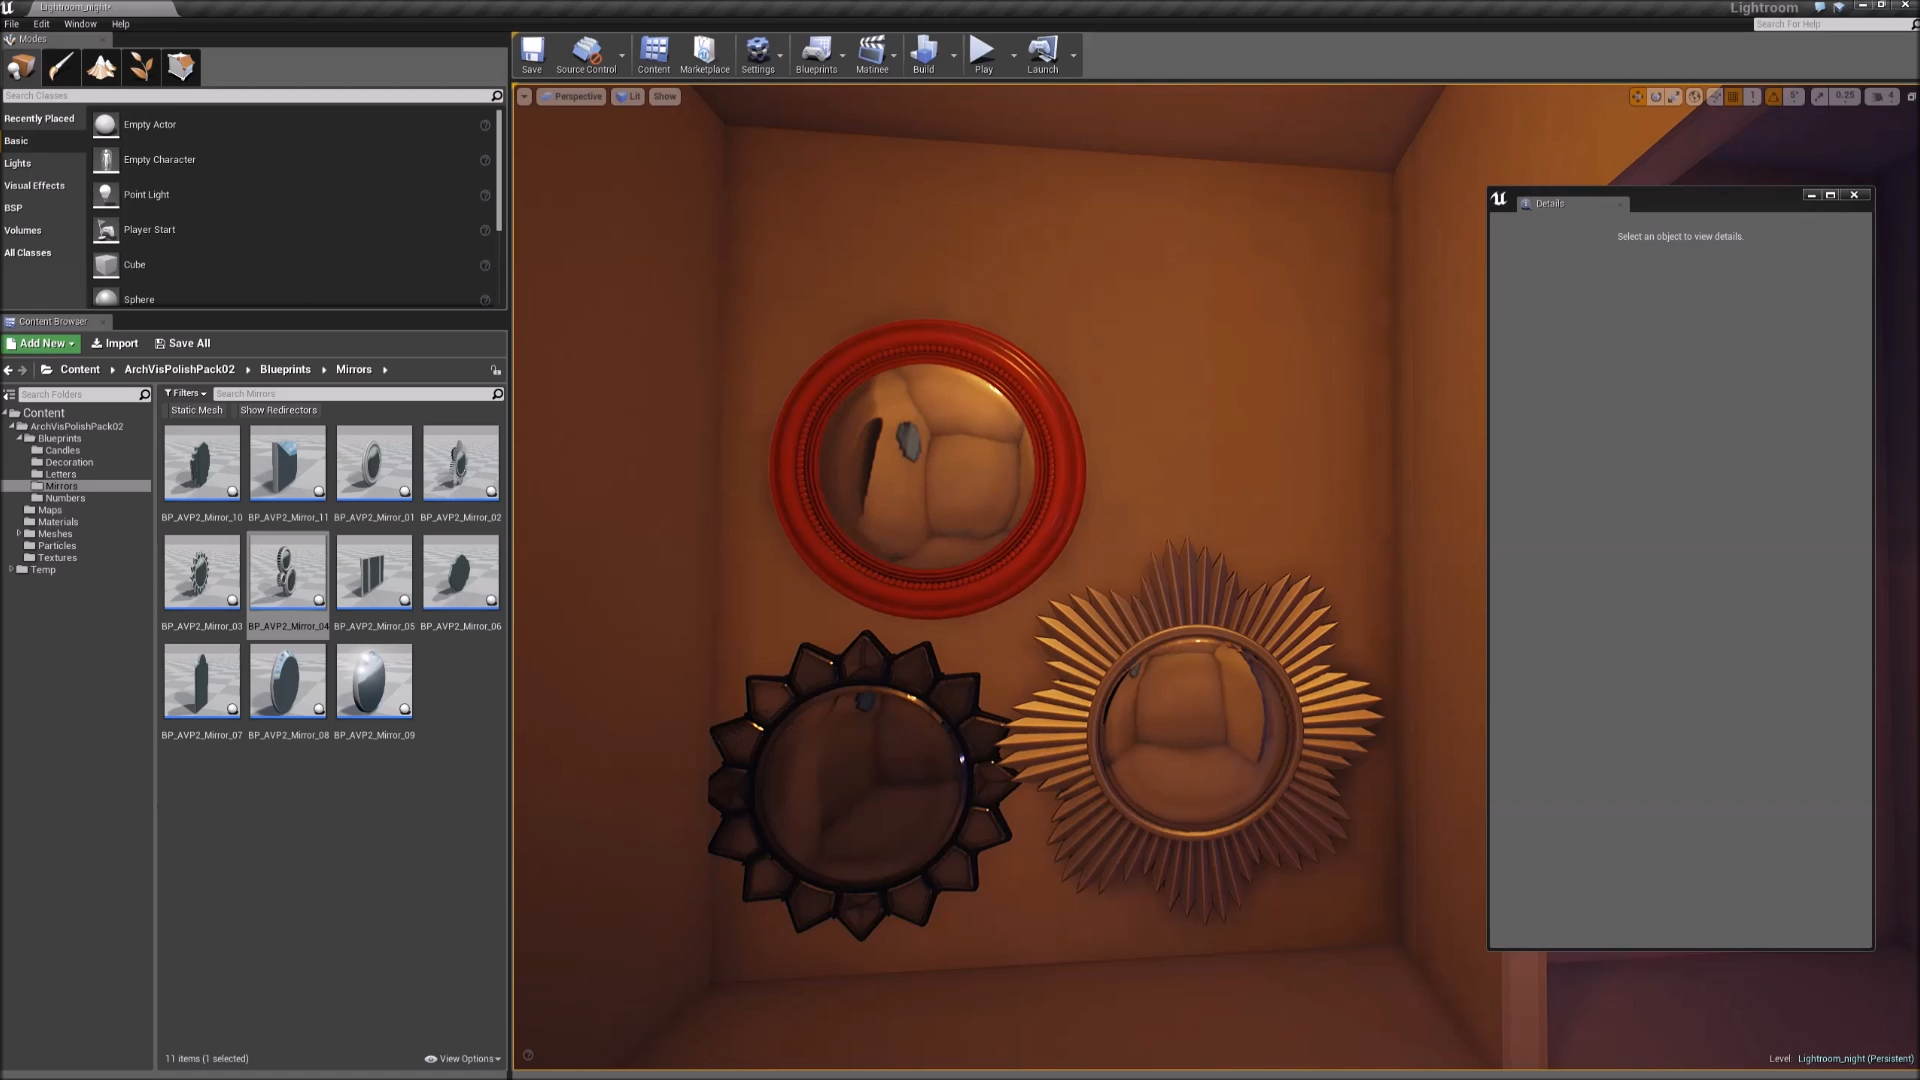 Lightroom_night*
Lightroom
File Edit Window Help
Search For Help
Modes
Save
Source Control
Content
Marketplace
Settings
Blueprints
Matinee
Build
Play
Launch
Search Classes
Perspective
Lit
Show
1
5°
0.25
4
Recently Placed
Basic
Lights
Visual Effects
BSP
Volumes
All Classes
Empty Actor
Empty Character
Point Light
Player Start
Cube
Sphere
Details
Select an object to view details.
Content Browser
Add New
Import
Save All
Content ArchVisPolishPack02 Blueprints Mirrors
Search Folders
Filters
Search Mirrors
Static Mesh
Show Redirectors
Content
ArchVisPolishPack02
Blueprints
Candles
Decoration
Letters
Mirrors
Numbers
Maps
Materials
Meshes
Particles
Textures
Temp
BP_AVP2_Mirror_10
BP_AVP2_Mirror_11
BP_AVP2_Mirror_01
BP_AVP2_Mirror_02
BP_AVP2_Mirror_03
BP_AVP2_Mirror_04
BP_AVP2_Mirror_05
BP_AVP2_Mirror_06
BP_AVP2_Mirror_07
BP_AVP2_Mirror_08
BP_AVP2_Mirror_09
11 items (1 selected)
View Options
Level: Lightroom_night (Persistent)